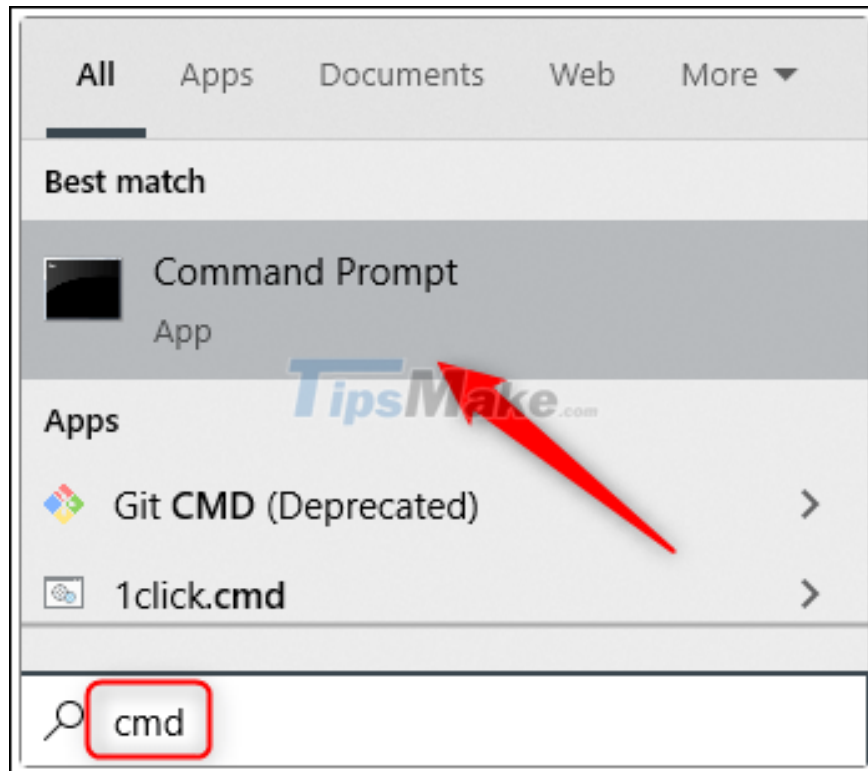 All Apps Documents Web More
Best match
Command Prompt
App
TipsMake.com
Apps
Git CMD (Deprecated)
1click.cmd
cmd